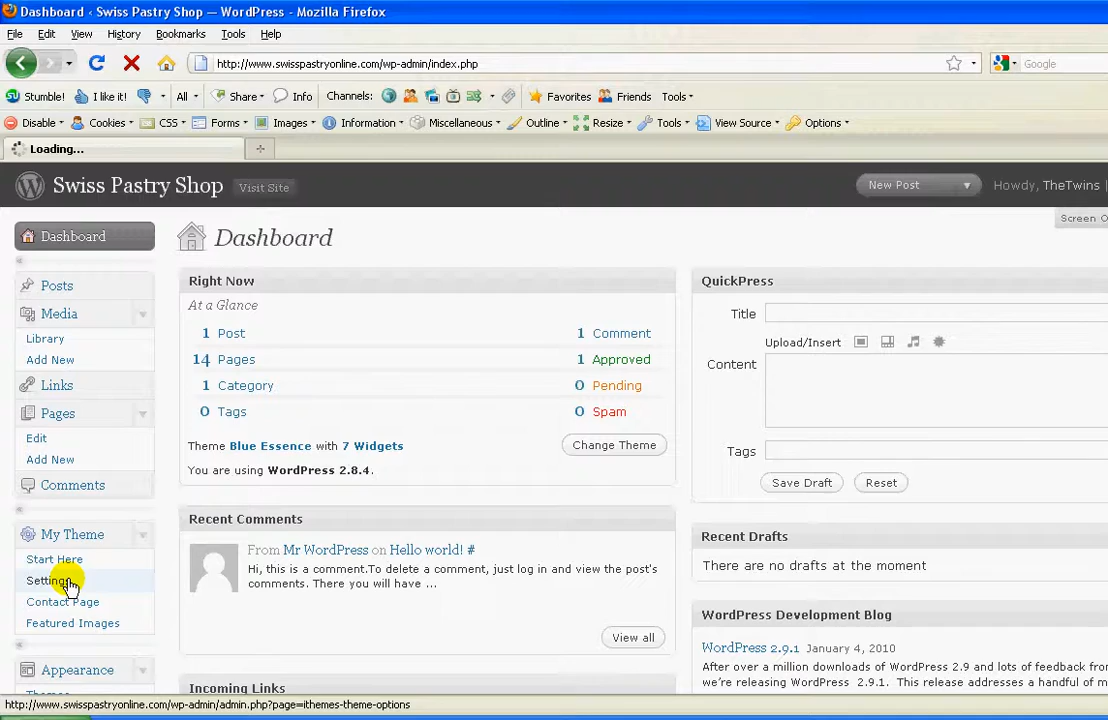 Dashboard ‹ Swiss Pastry Shop — WordPress - Mozilla Firefox
File Edit View History Bookmarks Tools Help
http://www.swisspastryonline.com/wp-admin/index.php Google
Stumble! I like it! All Share Info Channels: Favorites Friends Tools
Disable Cookies CSS Forms Images Information Miscellaneous Outline Resize Tools View Source Options
Loading...
Swiss Pastry Shop Visit Site New Post Howdy, TheTwins |
Screen O
Dashboard
Posts
Media
Library
Add New
Links
Pages
Edit
Add New
Comments
My Theme
Start Here
Settings
Contact Page
Featured Images
Appearance
Themes
Dashboard
Right Now
At a Glance
1 Post 1 Comment
14 Pages 1 Approved
1 Category 0 Pending
0 Tags 0 Spam
Theme Blue Essence with 7 Widgets Change Theme
You are using WordPress 2.8.4.
Recent Comments
From Mr WordPress on Hello world! #
Hi, this is a comment.To delete a comment, just log in and view the post's
comments. There you will have ...
View all
Incoming Links
QuickPress
Title
Upload/Insert
Content
Tags
Save Draft Reset
Recent Drafts
There are no drafts at the moment
WordPress Development Blog
WordPress 2.9.1 January 4, 2010
After over a million downloads of WordPress 2.9 and lots of feedback fro
we're releasing WordPress 2.9.1. This release addresses a handful of m
http://www.swisspastryonline.com/wp-admin/admin.php?page=ithemes-theme-options